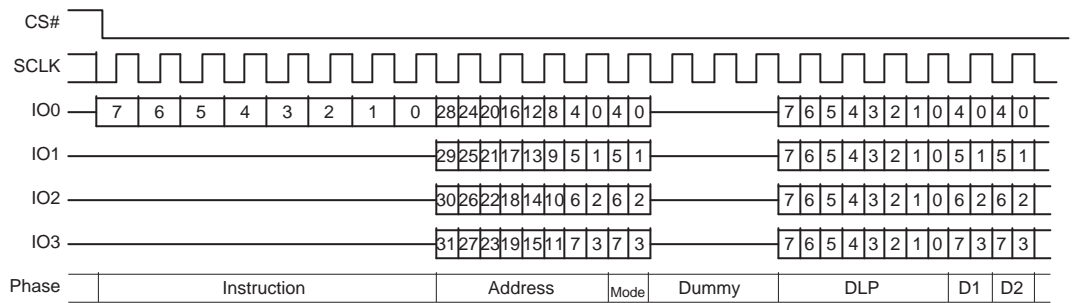 CS#
SCLK
IO0 7 6 5 4 3 2 1 0 28 24 20 16 12 8 4 0 4 0 7 6 5 4 3 2 1 0 4 0 4 0
IO1 29 25 21 17 13 9 5 1 5 1 7 6 5 4 3 2 1 0 5 1 5 1
IO2 30 26 22 18 14 10 6 2 6 2 7 6 5 4 3 2 1 0 6 2 6 2
IO3 31 27 23 19 15 11 7 3 7 3 7 6 5 4 3 2 1 0 7 3 7 3
Phase Instruction Address Mode Dummy DLP D1 D2